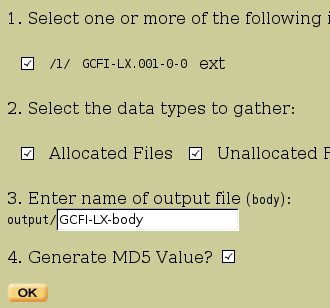 1. Select one or more of the following i
/1/ GCFI-LX.001-0-0 ext
2. Select the data types to gather:
Allocated Files Unallocated F
3. Enter name of output file (body):
output/GCFI-LX-body
4. Generate MD5 Value?
OK